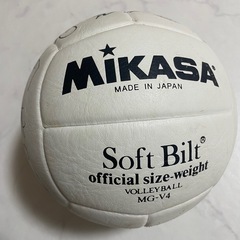 MIKASA
MADE IN JAPAN
Soft Bilt®
official size-weight
VOLLEYBALL
MG-V4